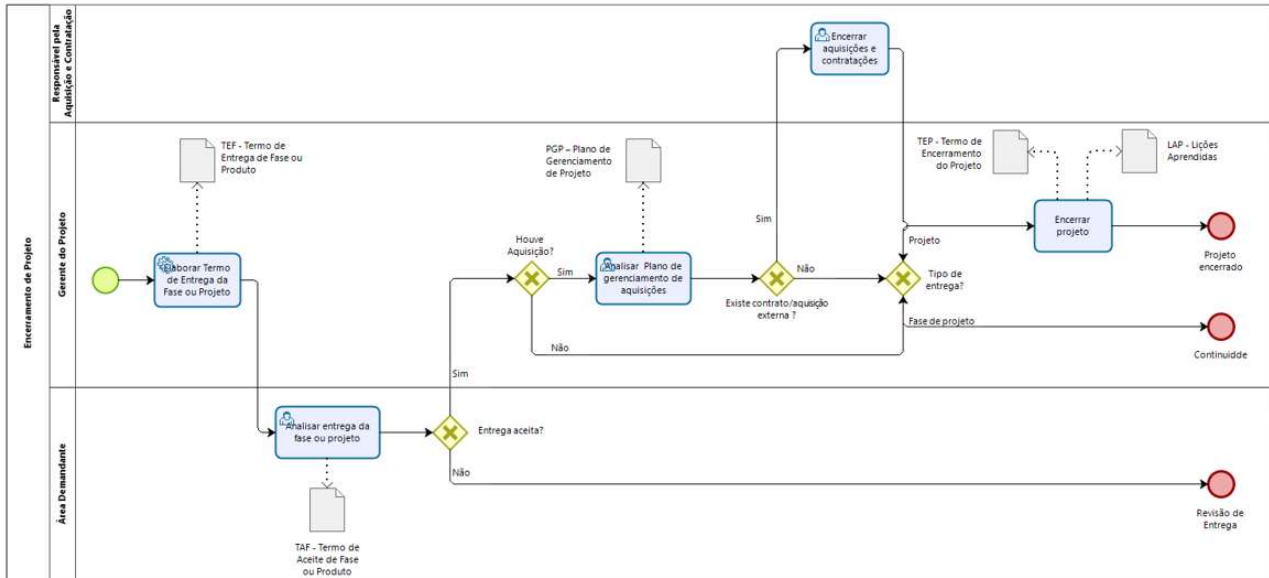 Encerramento de Projeto
Responsável pela
Aquisição e Contratação
Encerrar
aquisições e
contratações
Gerente do Projeto
TEF - Termo de
Entrega de Fase ou
Produto
PGP – Plano de
Gerenciamento
de Projeto
TEP - Termo de
Encerramento
do Projeto
LAP - Lições
Aprendidas
Elaborar Termo
de Entrega da
Fase ou Projeto
Houve
Aquisição?
Sim
Analisar Plano de
gerenciamento de
aquisições
Sim
Não
Existe contrato/aquisição
externa ?
Projeto
Tipo de
entrega?
Encerrar
projeto
Projeto
encerrado
Fase de projeto
Continuidde
Não
Sim
Área Demandante
Analisar entrega da
fase ou projeto
Entrega aceita?
Não
Revisão de
Entrega
TAF - Termo de
Aceite de Fase
ou Produto